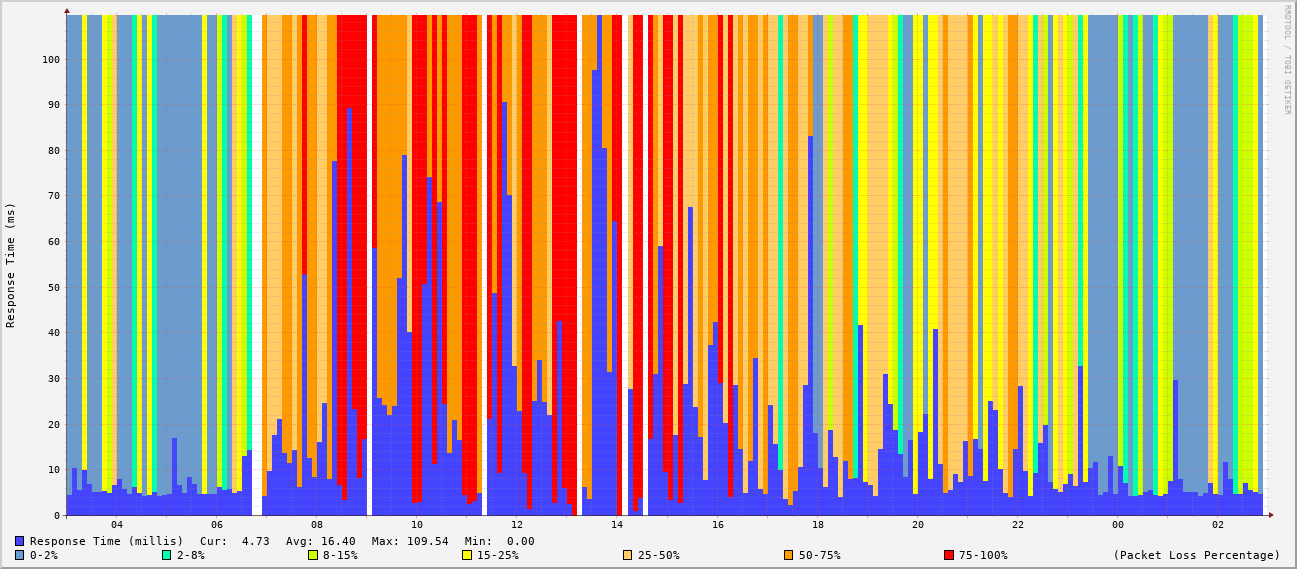 RRDTOOL / TOBI OETIKER
Response Time (ms)
100
90
80
70
60
50
40
30
20
10
0
04 06 08 10 12 14 16 18 20 22 00 02
Response Time (millis) Cur: 4.73 Avg: 16.40 Max: 109.54 Min: 0.00
0-2% 2-8% 8-15% 15-25% 25-50% 50-75% 75-100% (Packet Loss Percentage)